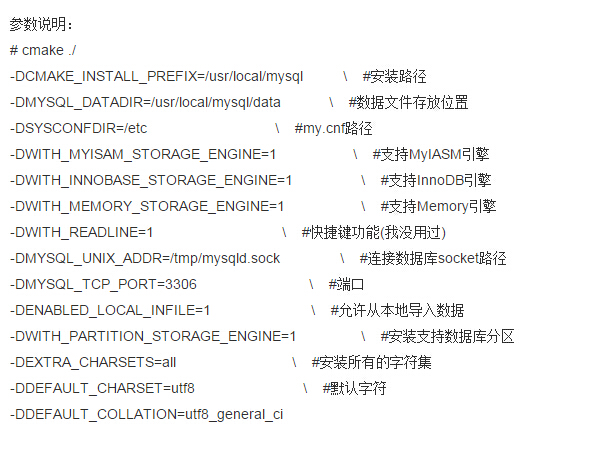 参数说明：
# cmake ./
-DCMAKE_INSTALL_PREFIX=/usr/local/mysql \ #安装路径
-DMYSQL_DATADIR=/usr/local/mysql/data \ #数据文件存放位置
-DSYSCONFDIR=/etc \ #my.cnf路径
-DWITH_MYISAM_STORAGE_ENGINE=1 \ #支持MyIASM引擎
-DWITH_INNOBASE_STORAGE_ENGINE=1 \ #支持InnoDB引擎
-DWITH_MEMORY_STORAGE_ENGINE=1 \ #支持Memory引擎
-DWITH_READLINE=1 \ #快捷键功能(我没用过)
-DMYSQL_UNIX_ADDR=/tmp/mysqld.sock \ #连接数据库socket路径
-DMYSQL_TCP_PORT=3306 \ #端口
-DENABLED_LOCAL_INFILE=1 \ #允许从本地导入数据
-DWITH_PARTITION_STORAGE_ENGINE=1 \ #安装支持数据库分区
-DEXTRA_CHARSETS=all \ #安装所有的字符集
-DDEFAULT_CHARSET=utf8 \ #默认字符
-DDEFAULT_COLLATION=utf8_general_ci